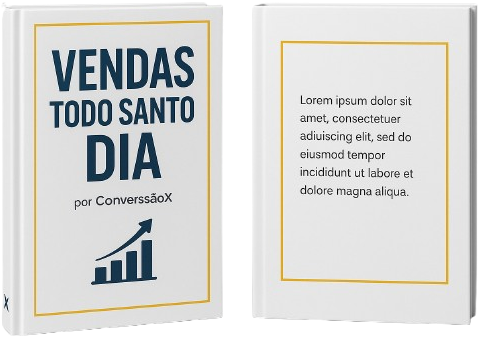 VENDAS
TODO SANTO
DIA
por ConverssãoX
X
Lorem ipsum dolor sit
amet, consectetuer
adiuiscing elit, sed do
eiusmod tempor
incididunt ut labore et
dolore magna aliqua.